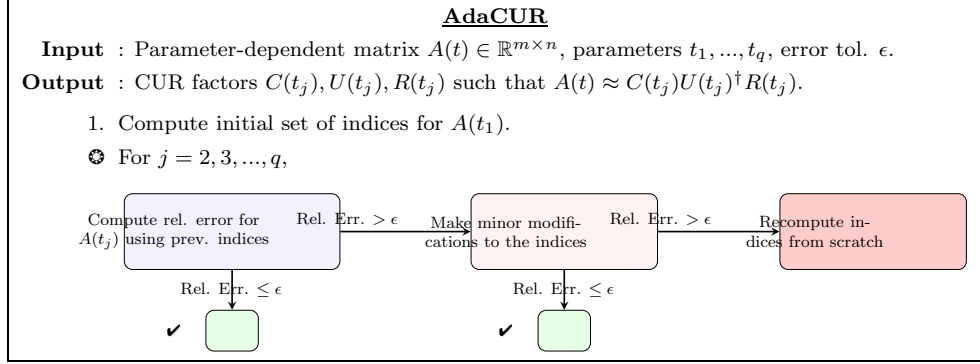 AdaCUR
Input : Parameter-dependent matrix A(t) ∈ ℝ^{m×n}, parameters t_1, ..., t_q, error tol. ϵ.
Output : CUR factors C(t_j), U(t_j), R(t_j) such that A(t) ≈ C(t_j)U(t_j)^†R(t_j).
1. Compute initial set of indices for A(t_1).
❂ For j = 2, 3, ..., q,
Compute rel. error for
A(t_j) using prev. indices
Rel. Err. > ϵ
Make minor modifi-
cations to the indices
Rel. Err. > ϵ
Recompute in-
dices from scratch
Rel. Err. ≤ ϵ
Rel. Err. ≤ ϵ
✔
✔